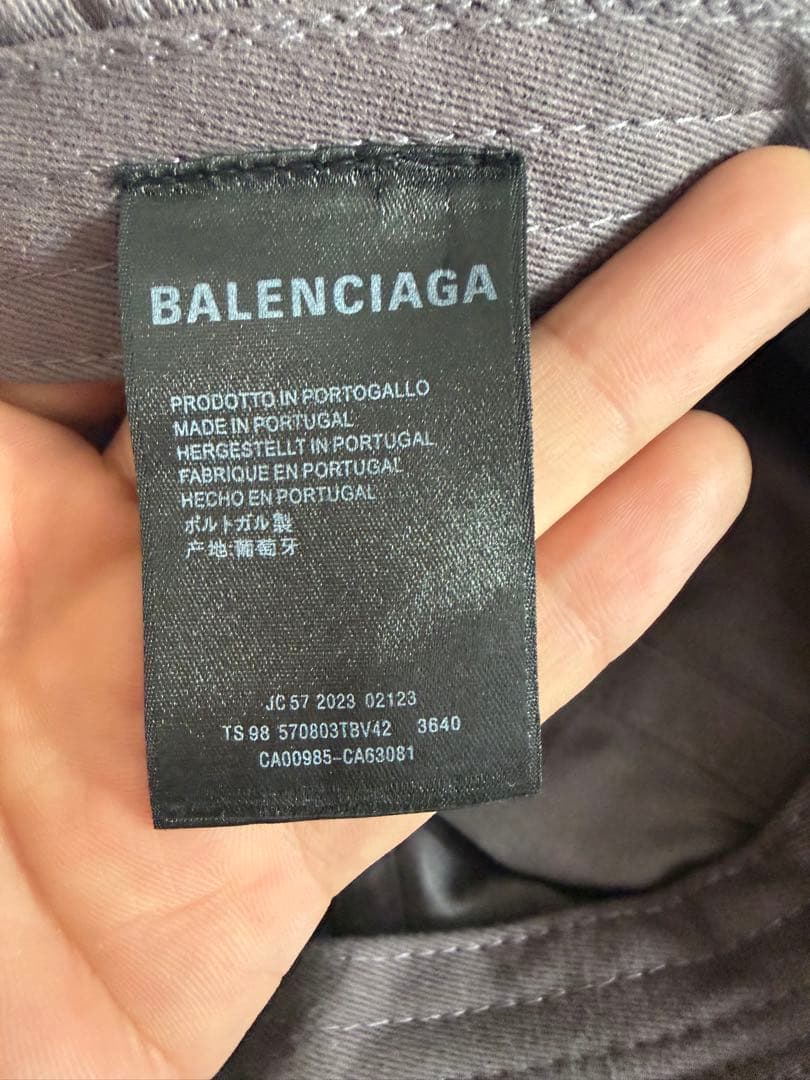 BALENCIAGA
PRODOTTO IN PORTOGALLO
MADE IN PORTUGAL
HERGESTELLT IN PORTUGAL
FABRIQUE EN PORTUGAL
HECHO EN PORTUGAL
ポルトガル製
产地:葡萄牙
JC 57 2023 02123
TS 98 570803TBV42 3640
CA00985-CA63081